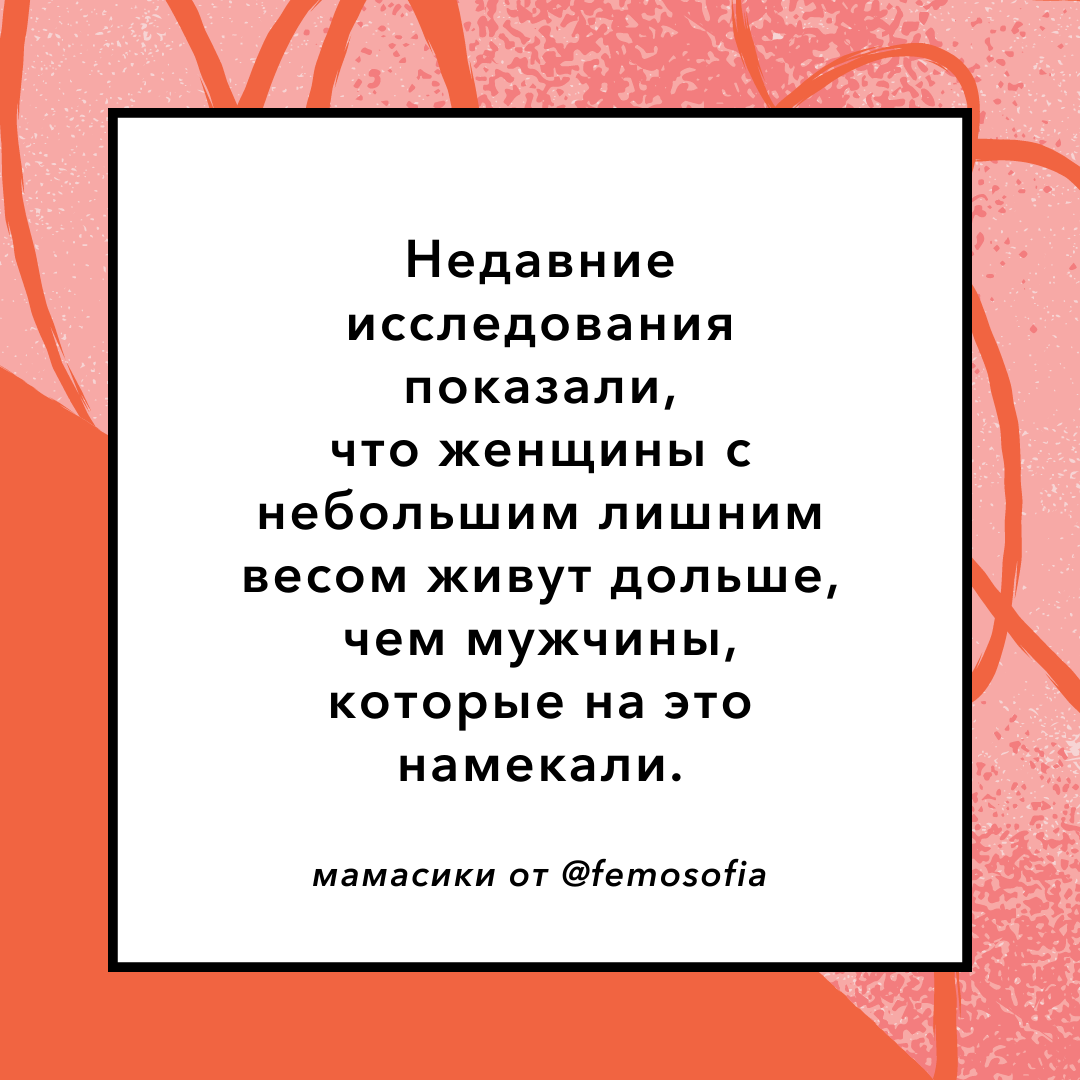 Недавние
исследования
показали,
что женщины с
небольшим лишним
весом живут дольше,
чем мужчины,
которые на это
намекали.
мамасики от @femosofia